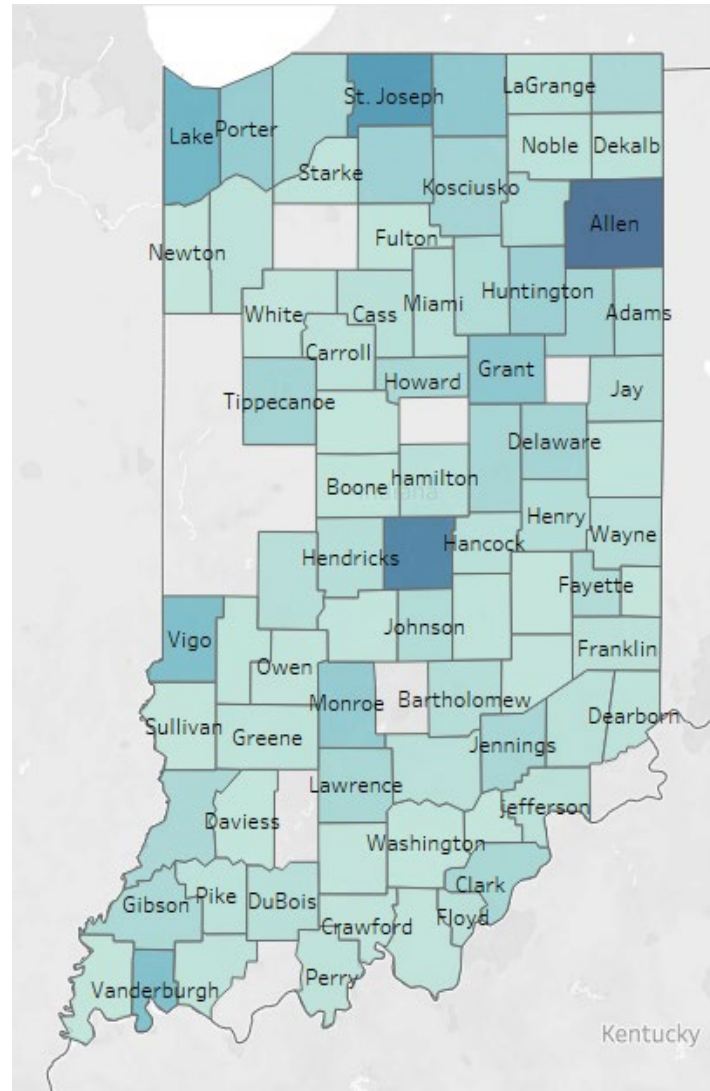 LaGrange
St. Joseph
Lake
Porter
Noble
Dekalb
Starke
Kosciusko
Allen
Newton
Fulton
Huntington
Miami
White
Cass
Adams
Carroll
Grant
Howard
Jay
Tippecanoe
Delaware
hamilton
Boone
Henry
Wayne
Hancock
Hendricks
Fayette
Johnson
Vigo
Franklin
Owen
Monroe
Bartholomew
Dearborn
Sullivan
Greene
Jennings
Lawrence
jefferson
Daviess
Washington
Clark
Pike
Gibson
DuBois
Floyd
Crawford
Perry
Vanderburgh
Kentucky